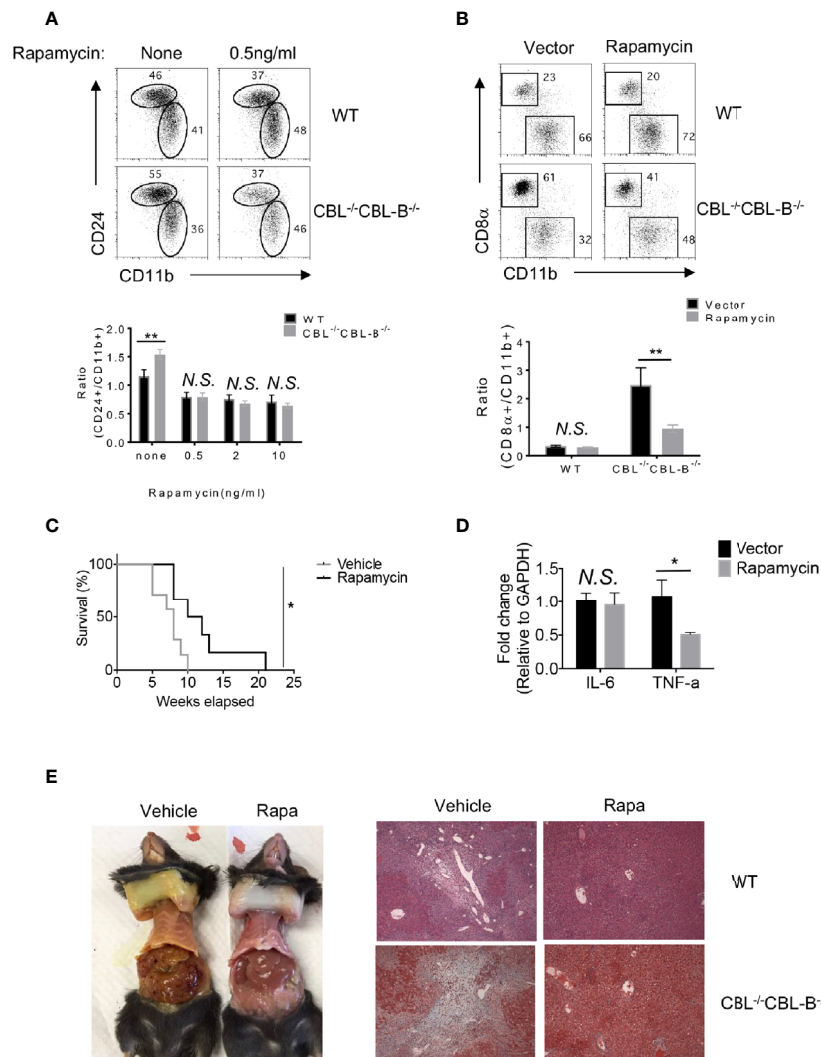 A
Rapamycin: None 0.5ng/ml
46 37
41 48
WT
55 37
36 46
CBL-/-CBL-B-/-
CD24
CD11b
WT
CBL-/-CBL-B-/-
2.0
1.5
1.0
0.5
0.0
Ratio
(CD24+/CD11b+)
**
N.S. N.S. N.S.
none 0.5 2 10
Rapamycin(ng/ml)
B
Vector Rapamycin
23 20
66 72
WT
61 41
32 48
CBL-/-CBL-B-/-
CD8α
CD11b
Vector
Rapamycin
4
3
2
1
0
Ratio
(CD8α+/CD11b+)
N.S.
**
WT CBL-/-CBL-B-/-
C
100
50
0
Survival (%)
Vehicle
Rapamycin
*
0 5 10 15 20 25
Weeks elapsed
D
Vector
Rapamycin
1.5
1.0
0.5
0.0
Fold change
(Relative to GAPDH)
N.S.
*
IL-6 TNF-a
E
Vehicle Rapa
Vehicle Rapa
WT
CBL-/-CBL-B-